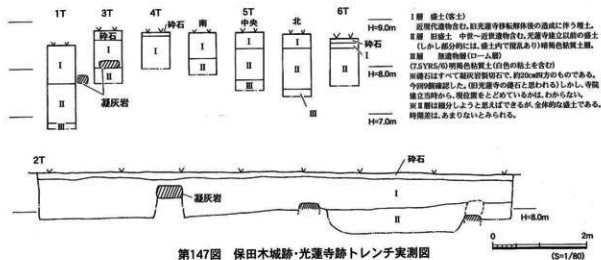 1T
3T
4T
南
5T
中央
北
6T
砕石
砕石
砕石
I
II
III
I
II
I
II
I
II
I
II
I
II
III
I
II
凝灰岩
H=9.0m
H=8.0m
H=7.0m
I層 盛土(客土)
近現代遺物含む。旧光蓮寺移転解体後の造成に伴う埋土。
II層 旧盛土 中世〜近世遺物含む。光蓮寺建立以前の盛土
(しかし部分的には、盛土内で撹乱あり)暗褐色粘質土層。
III層 無遺物層(ローム層)
(7.5YR5/6)明褐色粘質土(白色の粘土を含む)
※礎石はすべて凝灰岩製切石で、約20cm四方のものである。
今回9個確認した。(旧光蓮寺の礎石と思われる)しかし、寺院
建立当時から、現位置をとどめているかは、わからない。
※II層は細分しようと思えばできるが、全体的な盛土である。
時期差は、あまりないとみられる。
2T
砕石
凝灰岩
I
II
H=8.0m
0
2m
(S=1/80)
第147図 保田木城跡・光蓮寺跡トレンチ実測図